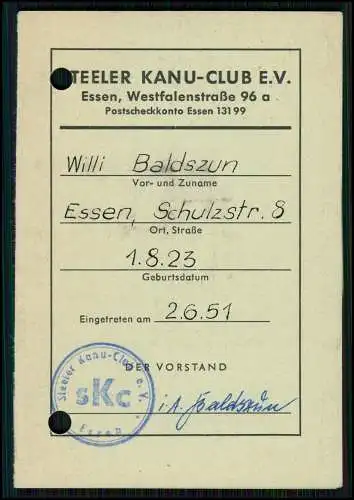 STEELER KANU-CLUB E.V.
Essen, Westfalenstraße 96 a
Postscheckkonto Essen 13199
Willi Baldszun
Vor- und Zuname
Essen, Schulzstr. 8
Ort, Straße
1.8.23
Geburtsdatum
Eingetreten am 2.6.51
DER VORSTAND
Steeler Kanu-Club e.V.
sKc
Essen
i.A. Baldszun